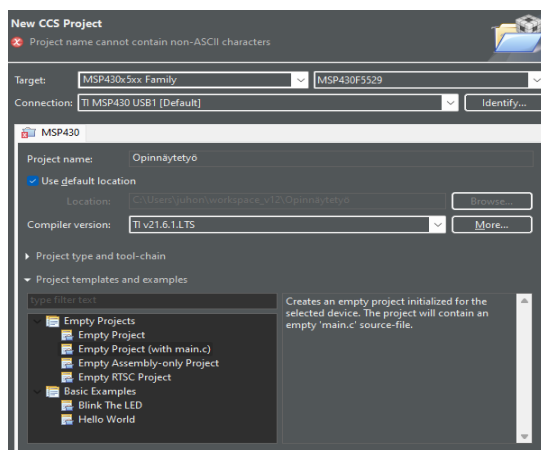 New CCS Project
Project name cannot contain non-ASCII characters
Target: MSP430x5xx Family MSP430F5529
Connection: TI MSP430 USB1 [Default] Identify...
MSP430
Project name: Opinnäytetyö
Use default location
Location: C:\Users\juhon\workspace_v12\Opinnäytetyö Browse...
Compiler version: TI v21.6.1.LTS More...
Project type and tool-chain
Project templates and examples
type filter text
Empty Projects
Empty Project
Empty Project (with main.c)
Empty Assembly-only Project
Empty RTSC Project
Basic Examples
Blink The LED
Hello World
Creates an empty project initialized for the
selected device. The project will contain an
empty 'main.c' source-file.